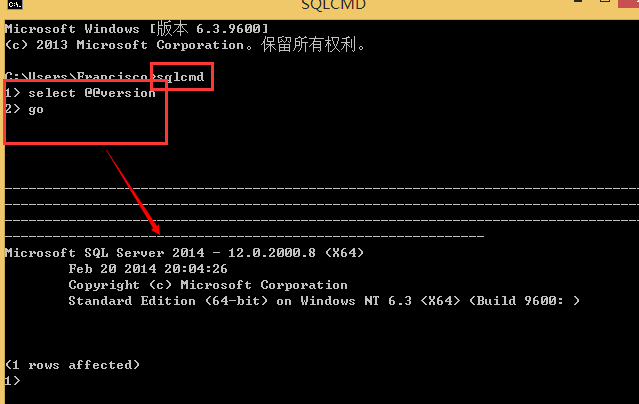 SQLCMD
Microsoft Windows [版本 6.3.9600]
(c) 2013 Microsoft Corporation。保留所有权利。
C:\Users\Francisco>sqlcmd
1> select @@version
2> go
--------------------------------------------------------------------------------
--------------------------------------------------------------------------------
--------------------------------------------------------------------------------
------------------------------------------------------------
Microsoft SQL Server 2014 - 12.0.2000.8 (X64)
Feb 20 2014 20:04:26
Copyright (c) Microsoft Corporation
Standard Edition (64-bit) on Windows NT 6.3 <X64> (Build 9600: )
(1 rows affected)
1>